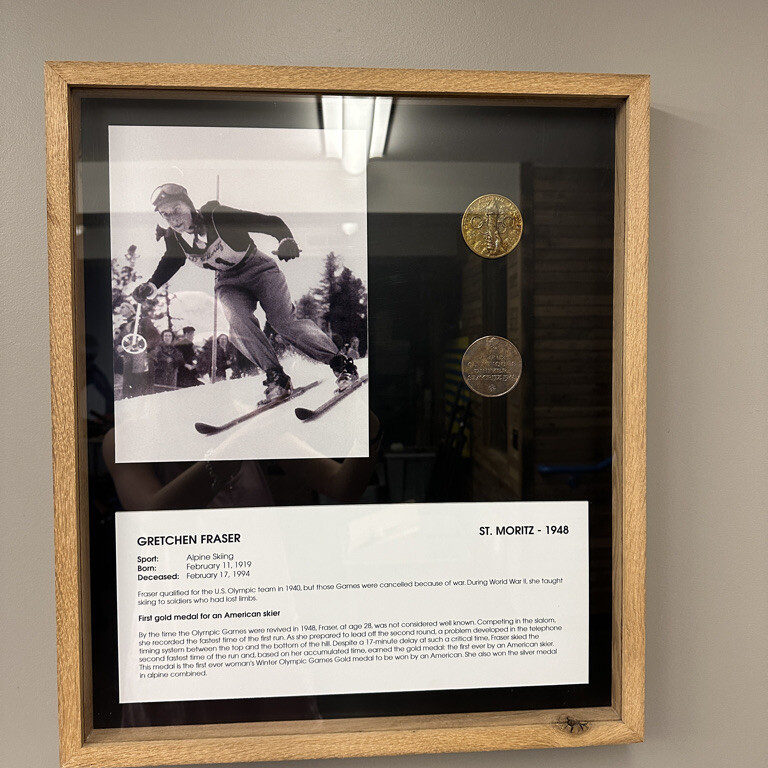 GRETCHEN FRASER
ST. MORITZ - 1948
Sport: Alpine Skiing
Born: February 11, 1919
Deceased: February 17, 1994
Fraser qualified for the U.S. Olympic team in 1940, but those Games were cancelled because of war. During World War II, she taught
skiing to soldiers who had lost limbs.
First gold medal for an American skier
By the time the Olympic Games were revived in 1948, Fraser, at age 28, was not considered well known. Competing in the slalom,
she recorded the fastest time of the first run. As she prepared to lead off the second round, a problem developed in the telephone
timing system between the top and the bottom of the hill. Despite a 17-minute delay at such a critical time, Fraser skied the
second fastest time of the run and, based on her accumulated time, earned the gold medal: the first ever by an American skier.
This medal is the first ever woman's Winter Olympic Games Gold medal to be won by an American. She also won the silver medal
in alpine combined.